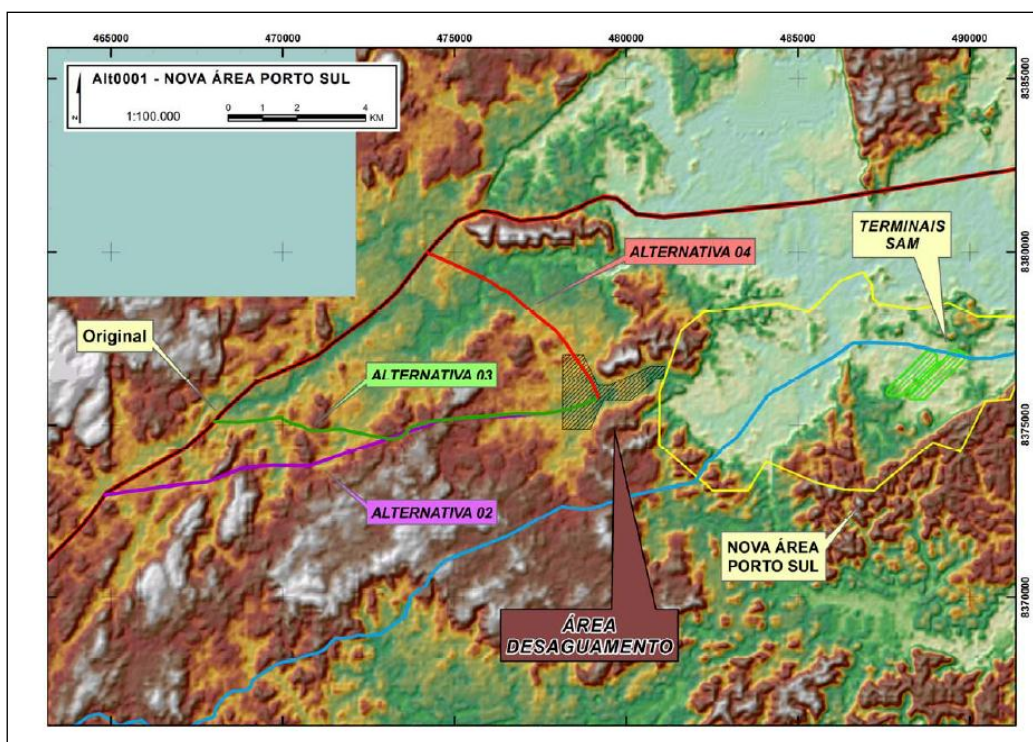 465000 470000 475000 480000 485000 490000
Alt0001 - NOVA ÁREA PORTO SUL
N
1:100.000
0 1 2 4
KM
8385000
TERMINAIS
SAM
ALTERNATIVA 04
8380000
Original
ALTERNATIVA 03
8375000
ALTERNATIVA 02
NOVA ÁREA
PORTO SUL
ÁREA
DESAGUAMENTO
8370000